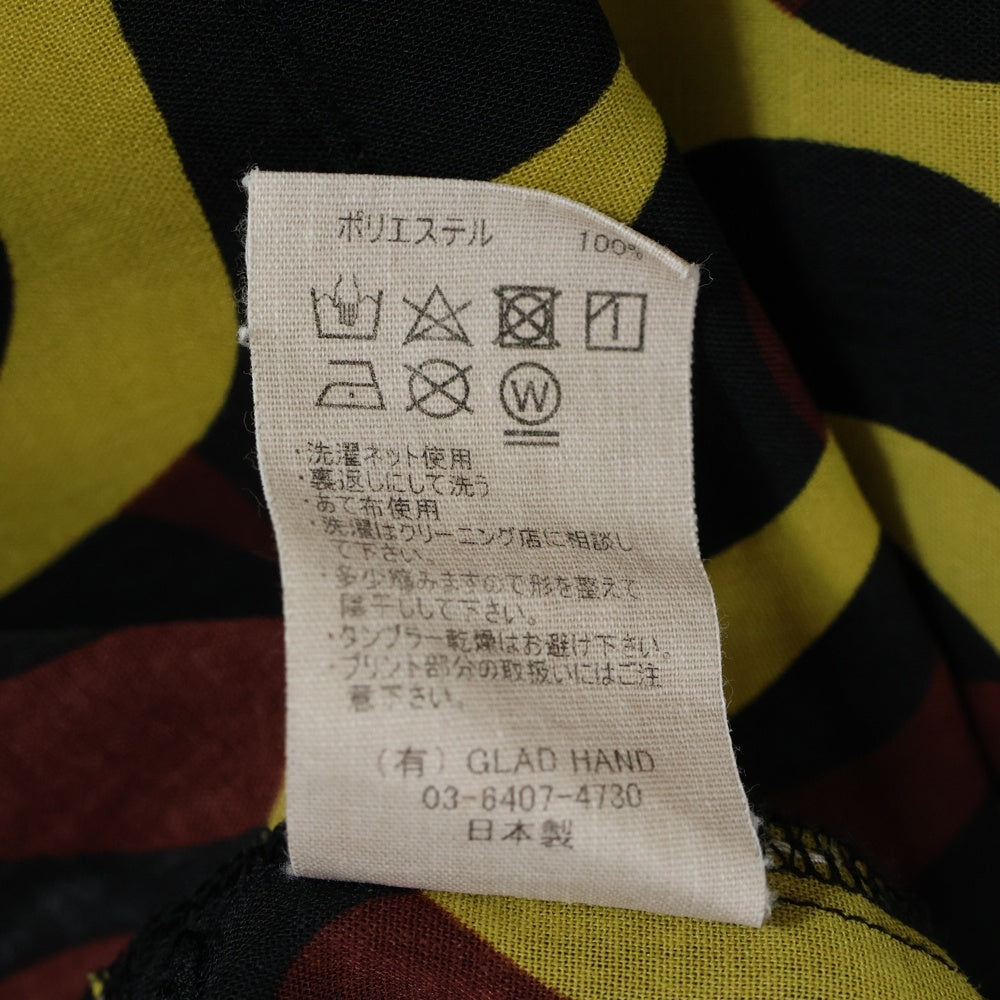 ポリエステル 100%
W
・洗濯ネット使用
・裏返しにして洗う
・あて布使用
・洗濯はクリーニング店に相談し
て下さい。
・多少縮みますので形を整えて
陰干しして下さい。
・タンブラー乾燥はお避け下さい。
・プリント部分の取扱いにはご注
意下さい。
(有) GLAD HAND
03-6407-4730
日本製